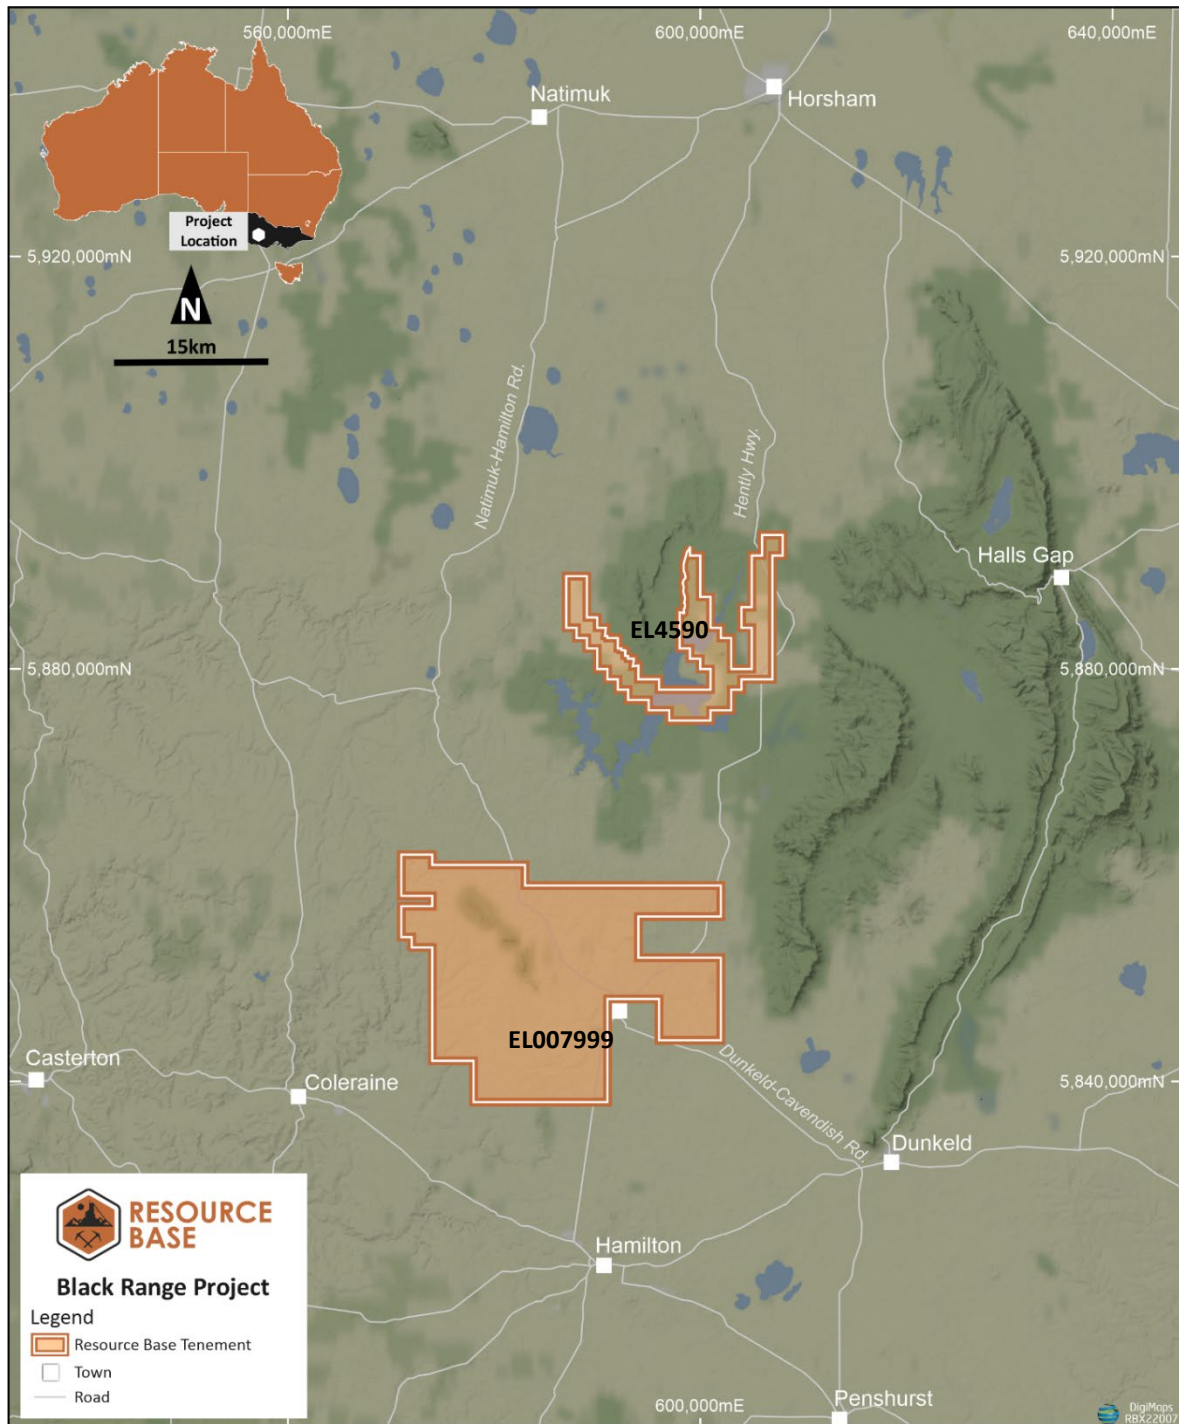 560,000mE
600,000mE
640,000mE
Natimuk
Horsham
Project
Location
5,920,000mN
5,920,000mN
N
15km
Natimuk-Hamilton Rd.
Hently Hwy.
Halls Gap
EL4590
5,880,000mN
5,880,000mN
EL007999
Casterton
Coleraine
Dunkeld-Cavendish Rd.
5,840,000mN
Dunkeld
RESOURCE
BASE
Black Range Project
Legend
Resource Base Tenement
Town
Road
Hamilton
600,000mE
Penshurst
DigiMaps
RBX22007